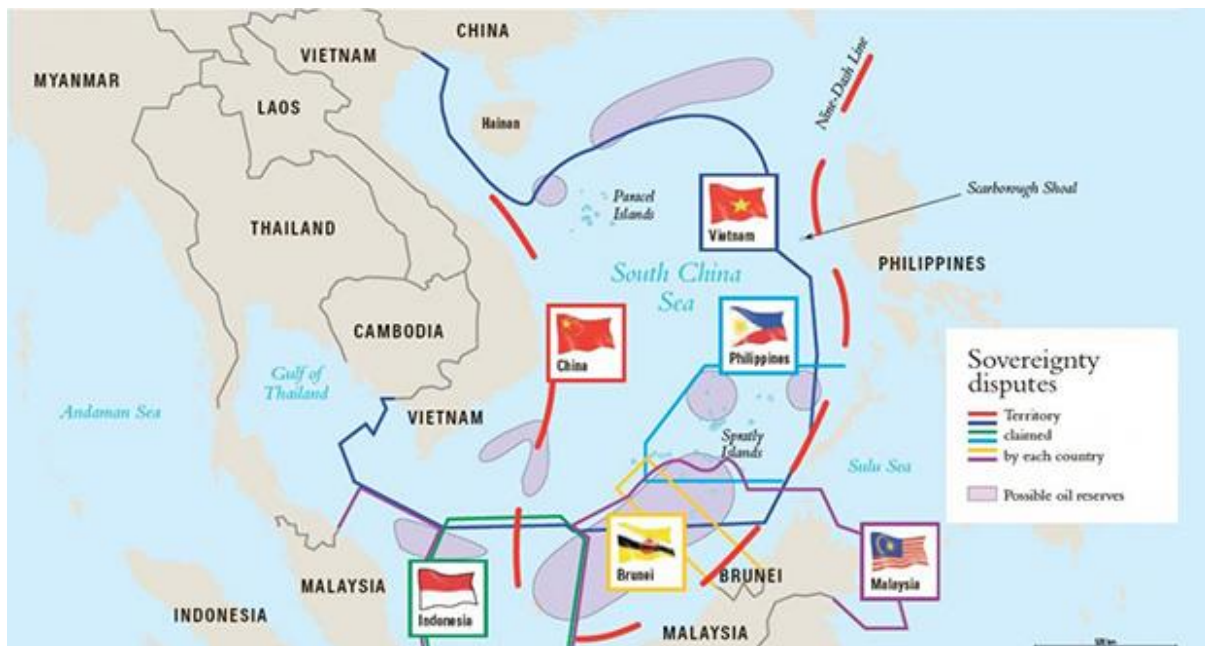 CHINA
VIETNAM
MYANMAR
LAOS
Hainan
Nine-Dash Line
Paracel
Islands
Scarborough Shoal
Vietnam
THAILAND
PHILIPPINES
South China
Sea
CAMBODIA
China
Philippines
Gulf of
Thailand
Andaman Sea
VIETNAM
Spratly
Islands
Sulu Sea
Sovereignty
disputes
Territory
claimed
by each country
Possible oil reserves
MALAYSIA
INDONESIA
Indonesia
Brunei
BRUNEI
Malaysia
MALAYSIA